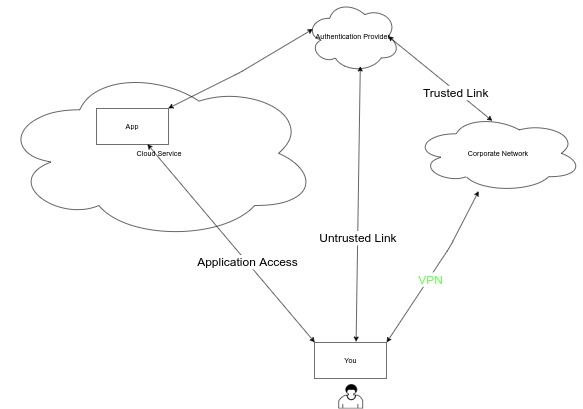 Authentication Provider
Trusted Link
App
Cloud Service
Corporate Network
Untrusted Link
Application Access
VPN
You